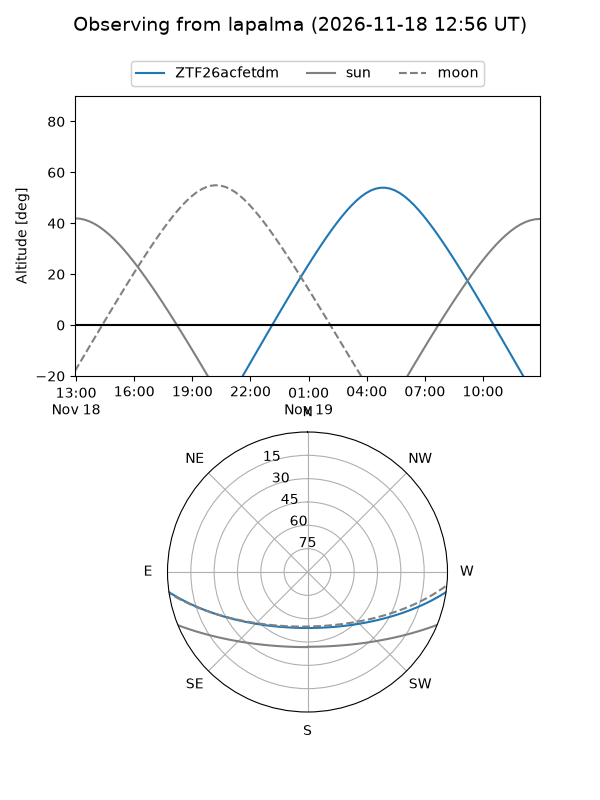 Observing from lapalma (2026-11-18 12:56 UT)
ZTF26acfetdm sun moon
Altitude [deg]
80
60
40
20
0
−20
13:00 16:00 19:00 22:00 01:00 04:00 07:00 10:00
Nov 18 Nov 19
N
NE NW
15
30
45
60
75
E W
SE SW
S